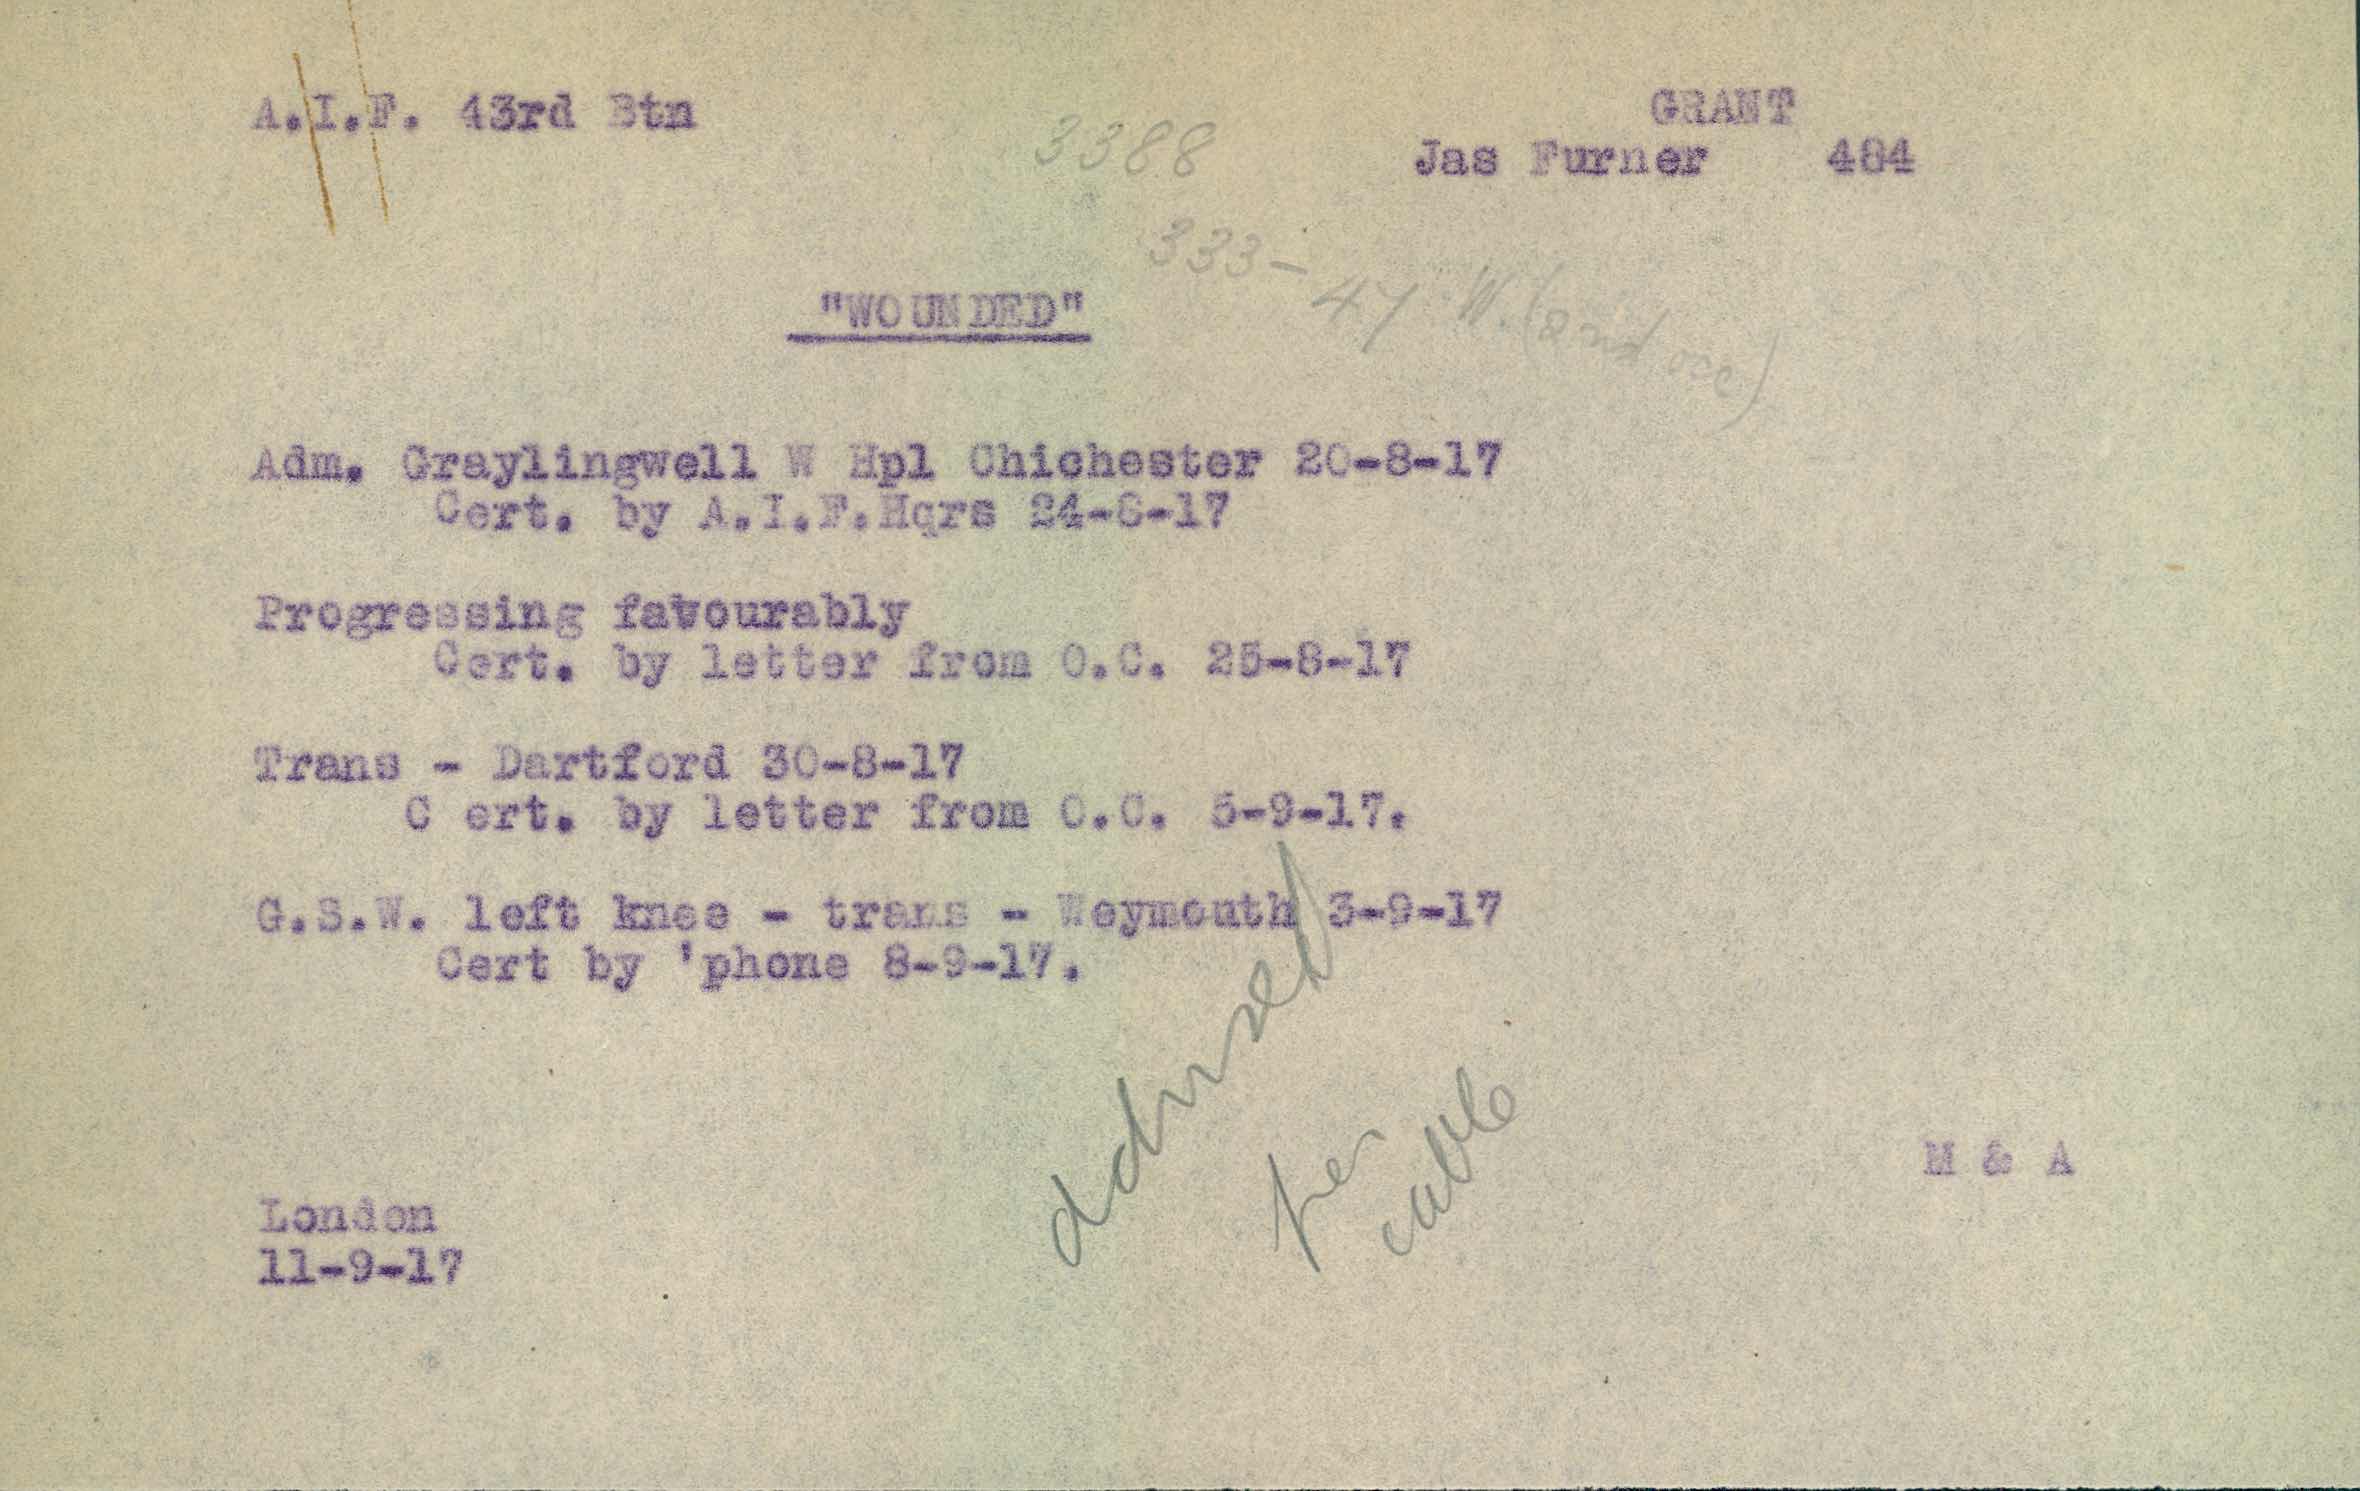 A.I.F. 43rd Btn
GRANT
Jas Furner 484
3388
333-
47 W. (2nd occ)
"WOUNDED"
Adm. Graylingwell W Hpl Chichester 20-8-17
Cert. by A.I.F.Hqrs 24-8-17
Progressing favourably
Cert. by letter from O.C. 25-8-17
Trans - Dartford 30-8-17
C ert. by letter from O.C. 5-9-17.
G.S.W. left knee - trans - Weymouth 3-9-17
Cert by 'phone 8-9-17.
advised
per
cable
M & A
London
11-9-17